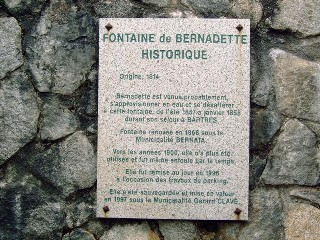 FONTAINE de BERNADETTE
HISTORIQUE
Origine, 1814
Bernadette est venue probablement,
s'approvisionner en eau et se désaltérer à
cette fontaine, de l'été 1857 à janvier 1858
durant son séjour à BARTRES.
Fontaine rénovée en 1866 sous la
Municipalité BERNATA.
Vers les années 1900, elle n'a plus été
utilisée et fut même enfouie par le temps.
Elle fut remise au jour en 1996
à l'occasion des travaux du parking.
Elle a été sauvegardée et mise en valeur
en 1997 sous la Municipalité Gérard CLAVÉ